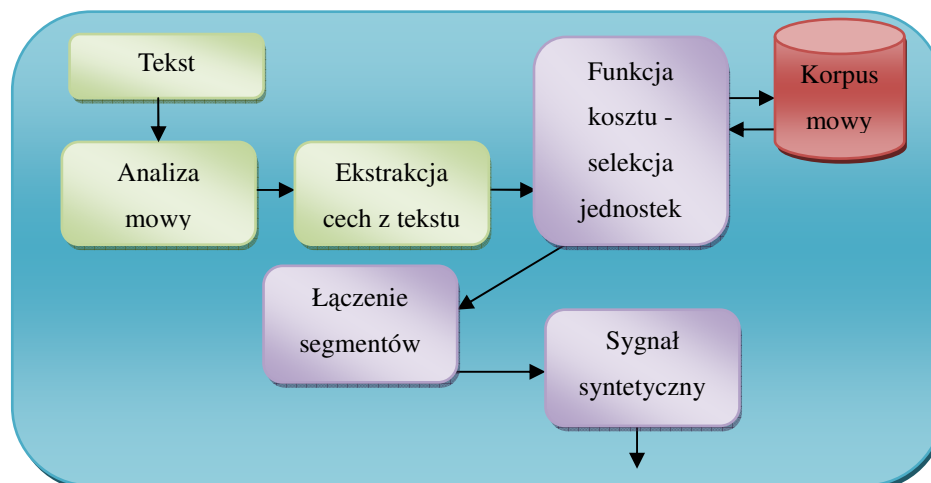 Tekst
Analiza
mowy
Ekstrakcja
cech z tekstu
Funkcja
kosztu -
selekcja
jednostek
Korpus
mowy
Łączenie
segmentów
Sygnał
syntetyczny